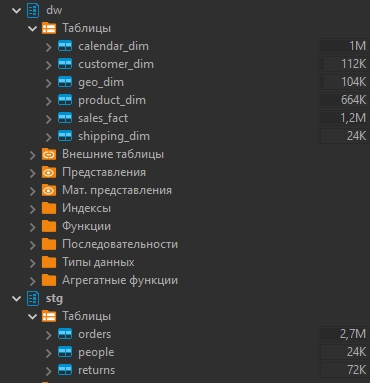 dw
Таблицы
calendar_dim 1M
customer_dim 112K
geo_dim 104K
product_dim 664K
sales_fact 1,2M
shipping_dim 24K
Внешние таблицы
Представления
Мат. представления
Индексы
Функции
Последовательности
Типы данных
Агрегатные функции
stg
Таблицы
orders 2,7M
people 24K
returns 72K